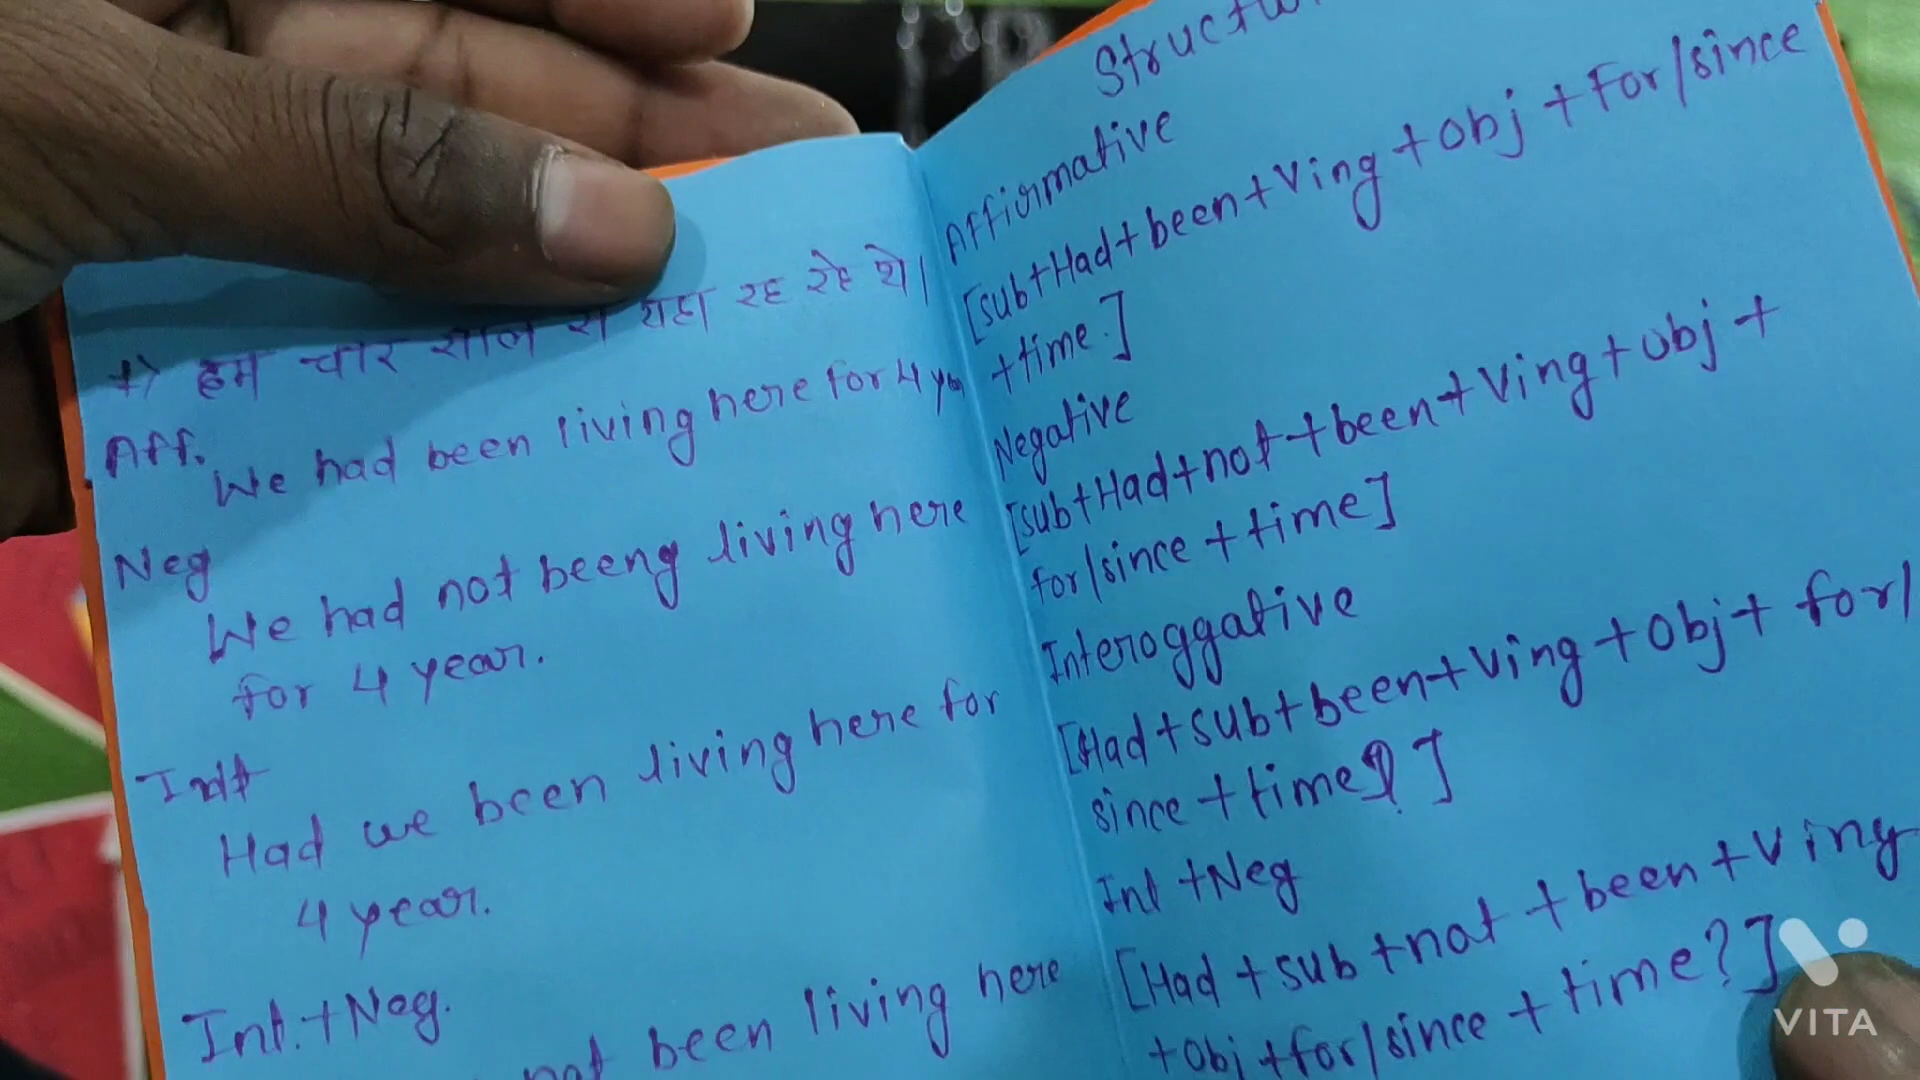 +) हम चार साल से यहा रह रहे थे।
Aff.
We had been living here for 4 ye
Neg
We had not beeng living here
for 4 year.
Int
Had we been living here for
4 year.
Int.+Neg.
not been living here
Structu
Affirmative
[sub+Had+been+Ving+obj+For/since
+time.]
Negative
[sub+Had+not+been+Ving+obj+
for/since+time]
Interoggative
[Had+sub+been+Ving+obj+for/
since+time?]
Int+Neg
[Had+sub+not+been+Ving
+obj+for/since+time?]
VITA